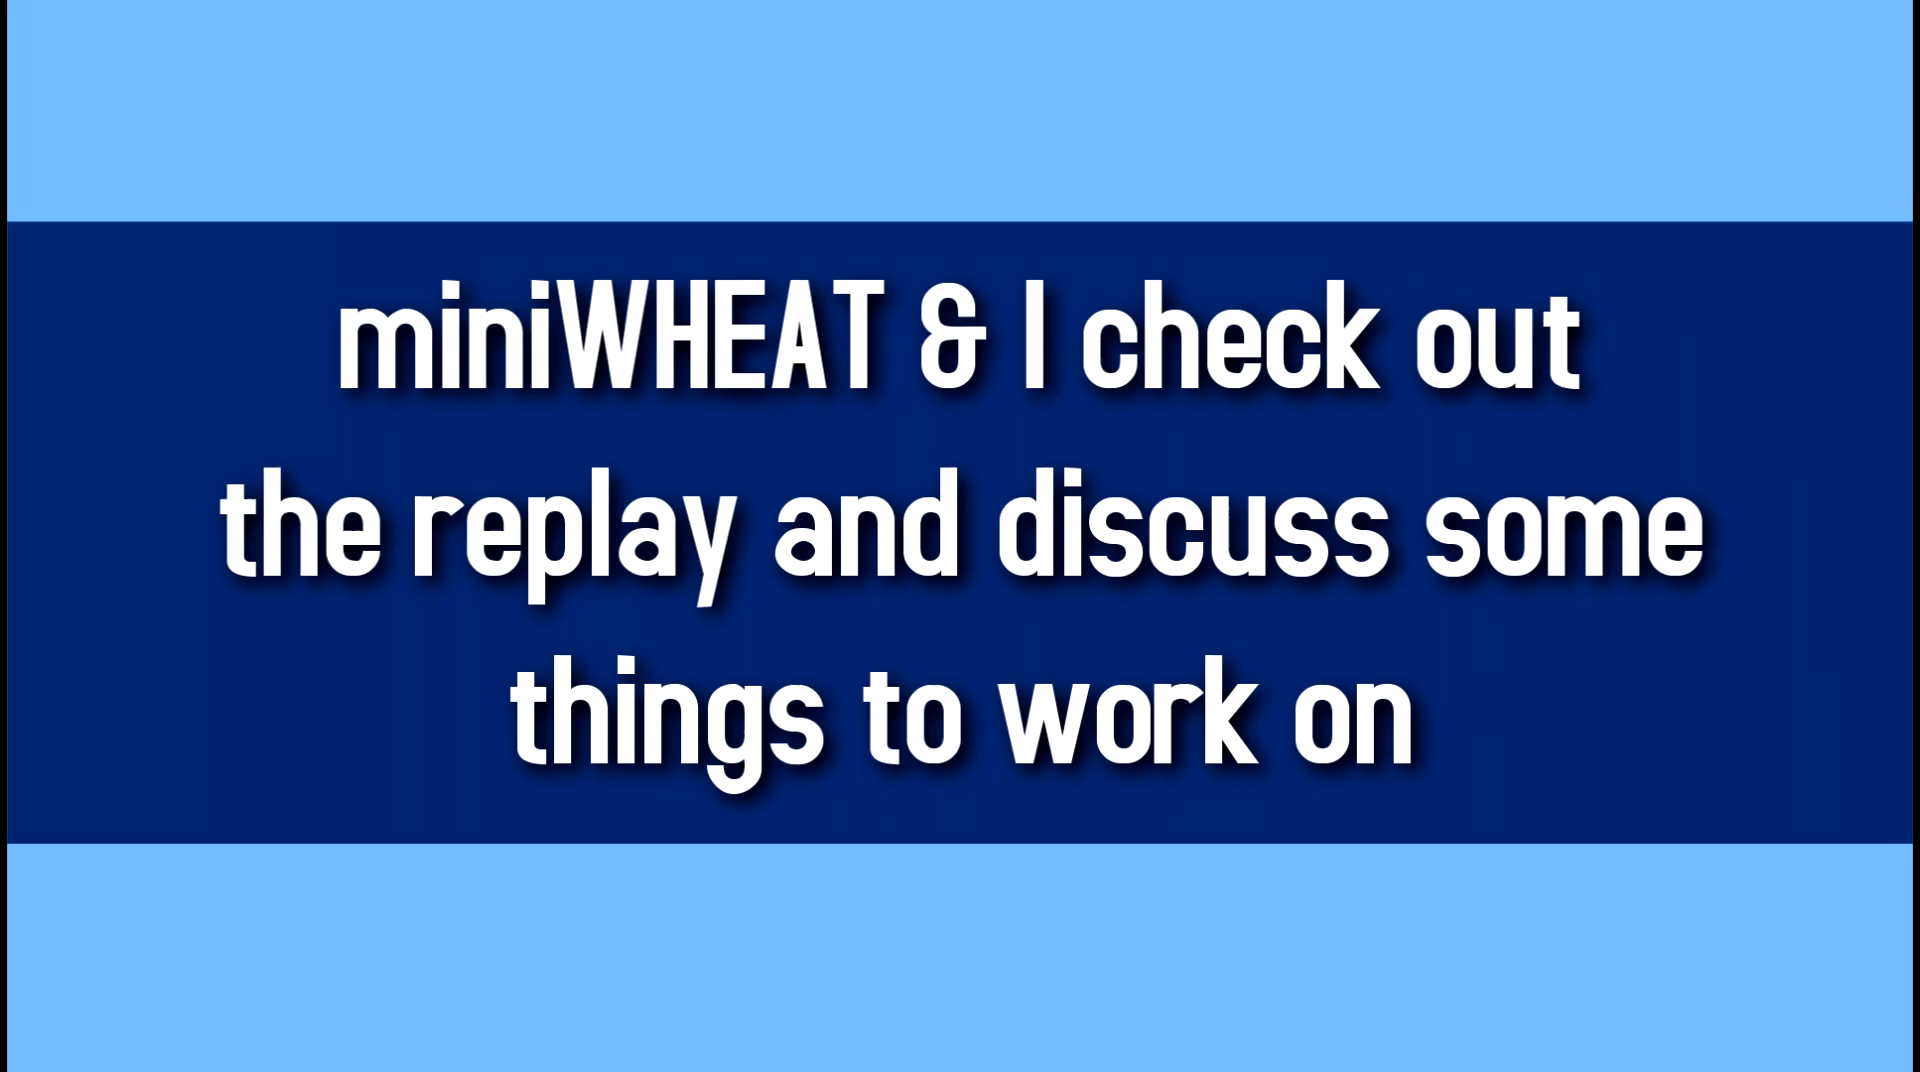 miniWHEAT & I check out
the replay and discuss some
things to work on